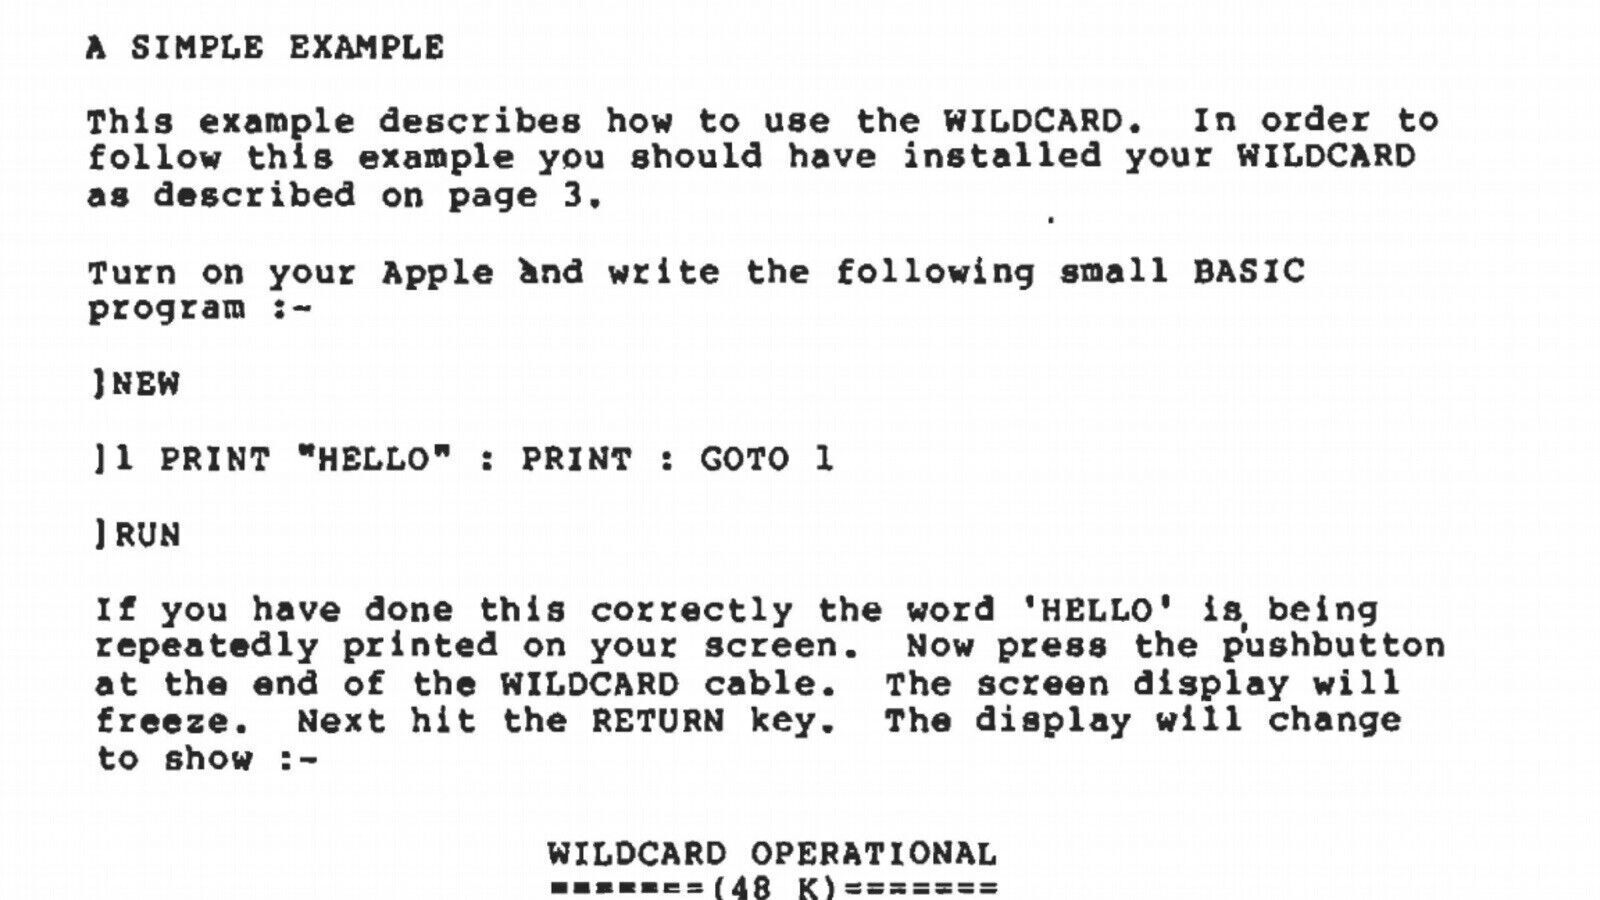 A SIMPLE EXAMPLE
This example describes how to use the WILDCARD.  In order to
follow this example you should have installed your WILDCARD
as described on page 3.
Turn on your Apple and write the following small BASIC
program :-
]NEW
]1 PRINT "HELLO" : PRINT : GOTO 1
]RUN
If you have done this correctly the word 'HELLO' is being
repeatedly printed on your screen.  Now press the pushbutton
at the end of the WILDCARD cable.  The screen display will
freeze.  Next hit the RETURN key.  The display will change
to show :-
WILDCARD OPERATIONAL
=======(48 K)=======